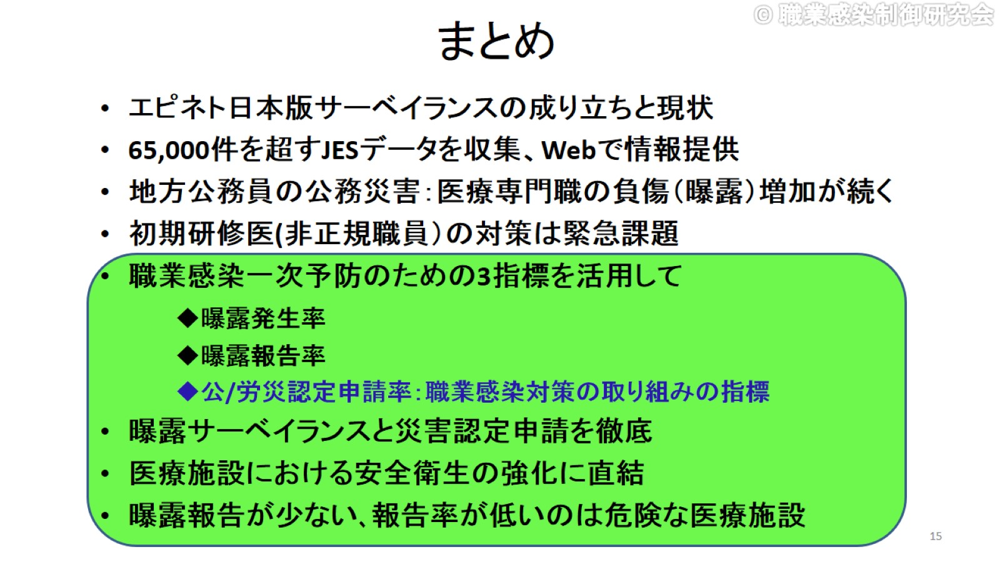 © 職業感染制御研究会
まとめ
• エピネト日本版サーベイランスの成り立ちと現状
• 65,000件を超すJESデータを収集、Webで情報提供
• 地方公務員の公務災害：医療専門職の負傷（曝露）増加が続く
• 初期研修医(非正規職員）の対策は緊急課題
• 職業感染一次予防のための3指標を活用して
◆曝露発生率
◆曝露報告率
◆公/労災認定申請率：職業感染対策の取り組みの指標
• 曝露サーベイランスと災害認定申請を徹底
• 医療施設における安全衛生の強化に直結
• 曝露報告が少ない、報告率が低いのは危険な医療施設
15